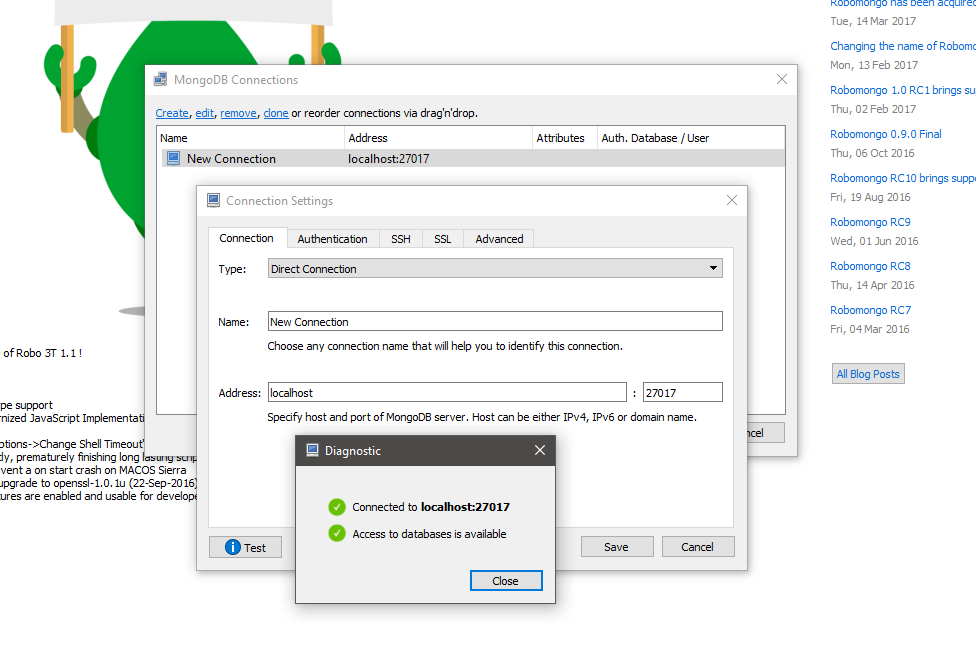 Robomongo has been acquired
Tue, 14 Mar 2017
Changing the name of Robomo
Mon, 13 Feb 2017
Robomongo 1.0 RC1 brings su
Thu, 02 Feb 2017
Robomongo 0.9.0 Final
Thu, 06 Oct 2016
Robomongo RC10 brings suppo
Fri, 19 Aug 2016
Robomongo RC9
Wed, 01 Jun 2016
Robomongo RC8
Thu, 14 Apr 2016
Robomongo RC7
Fri, 04 Mar 2016
All Blog Posts
MongoDB Connections
Create, edit, remove, clone or reorder connections via drag'n'drop.
Name Address Attributes Auth. Database / User
New Connection localhost:27017
ncel
Connection Settings
Connection Authentication SSH SSL Advanced
Type: Direct Connection
Name: New Connection
Choose any connection name that will help you to identify this connection.
Address: localhost : 27017
Specify host and port of MongoDB server. Host can be either IPv4, IPv6 or domain name.
Test Save Cancel
Diagnostic
Connected to localhost:27017
Access to databases is available
Close
of Robo 3T 1.1 !
pe support
rnized JavaScript Implementati
ptions->Change Shell Timeout'
tly, prematurely finishing long lasting scrip
event a on start crash on MACOS Sierra
upgrade to openssl-1.0.1u (22-Sep-2016)
tures are enabled and usable for develope